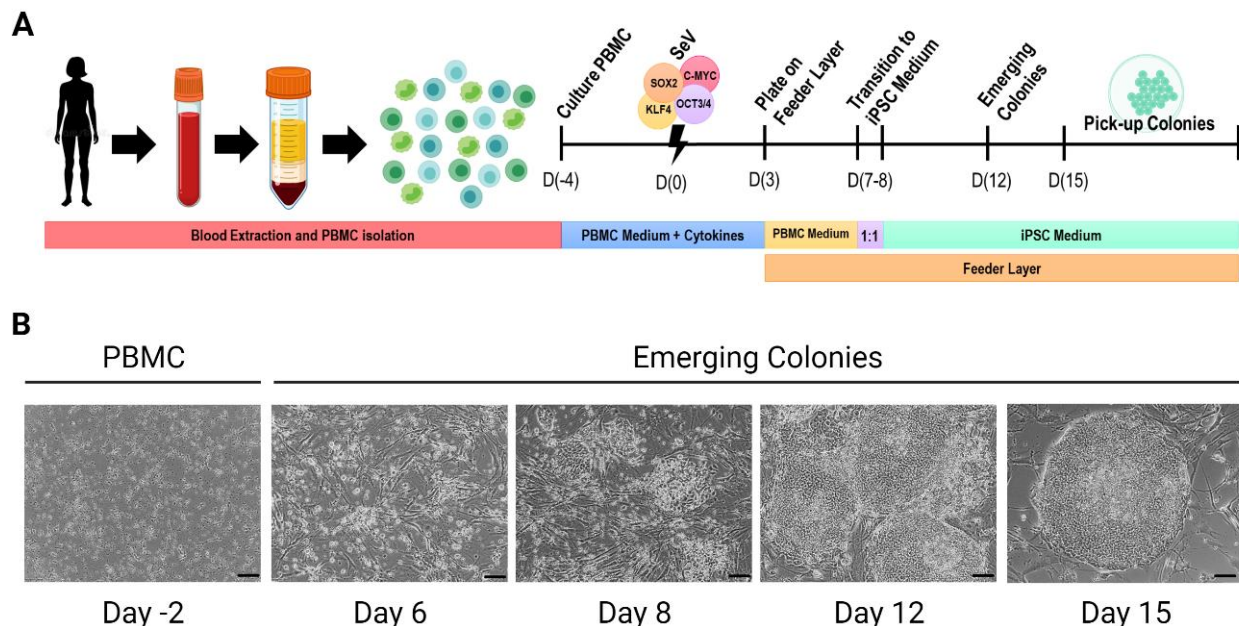 A
Culture PBMC
SeV
SOX2
C-MYC
KLF4
OCT3/4
Plate on
Feeder Layer
Transition to
iPSC Medium
Emerging
Colonies
Pick-up Colonies
D(-4)
D(0)
D(3)
D(7-8)
D(12)
D(15)
Blood Extraction and PBMC isolation
PBMC Medium + Cytokines
PBMC Medium
1:1
iPSC Medium
Feeder Layer
B
PBMC
Emerging Colonies
Day -2
Day 6
Day 8
Day 12
Day 15